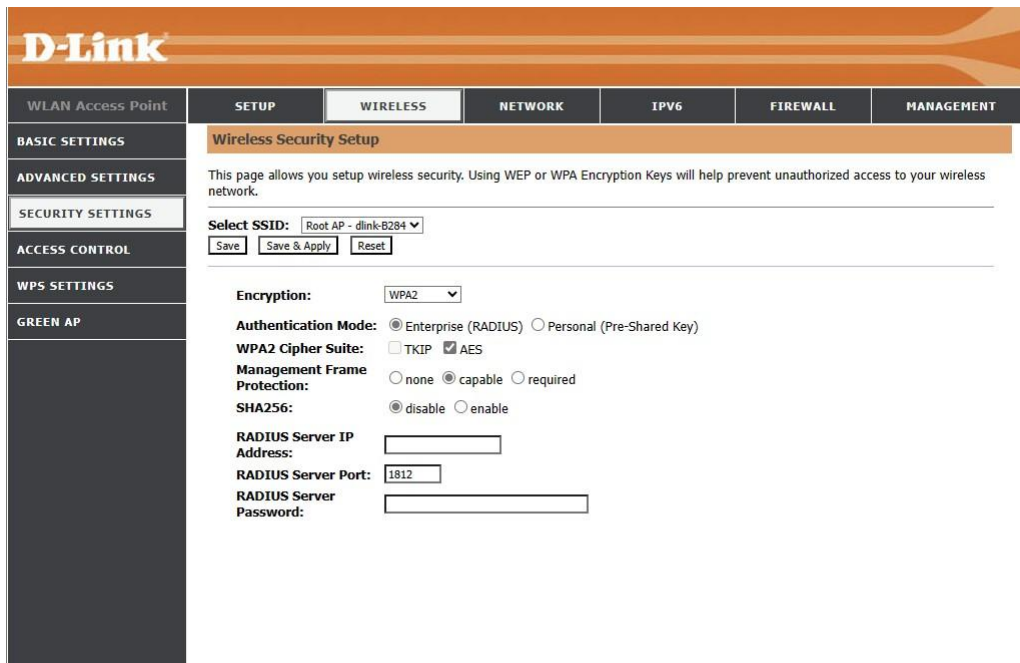 D-Link
WLAN Access Point
SETUP
WIRELESS
NETWORK
IPV6
FIREWALL
MANAGEMENT
BASIC SETTINGS
ADVANCED SETTINGS
SECURITY SETTINGS
ACCESS CONTROL
WPS SETTINGS
GREEN AP
Wireless Security Setup
This page allows you setup wireless security. Using WEP or WPA Encryption Keys will help prevent unauthorized access to your wireless
network.
Select SSID: Root AP - dlink-B284
Save Save & Apply Reset
Encryption: WPA2
Authentication Mode: Enterprise (RADIUS) Personal (Pre-Shared Key)
WPA2 Cipher Suite: TKIP AES
Management Frame
Protection: none capable required
SHA256: disable enable
RADIUS Server IP
Address:
RADIUS Server Port: 1812
RADIUS Server
Password: